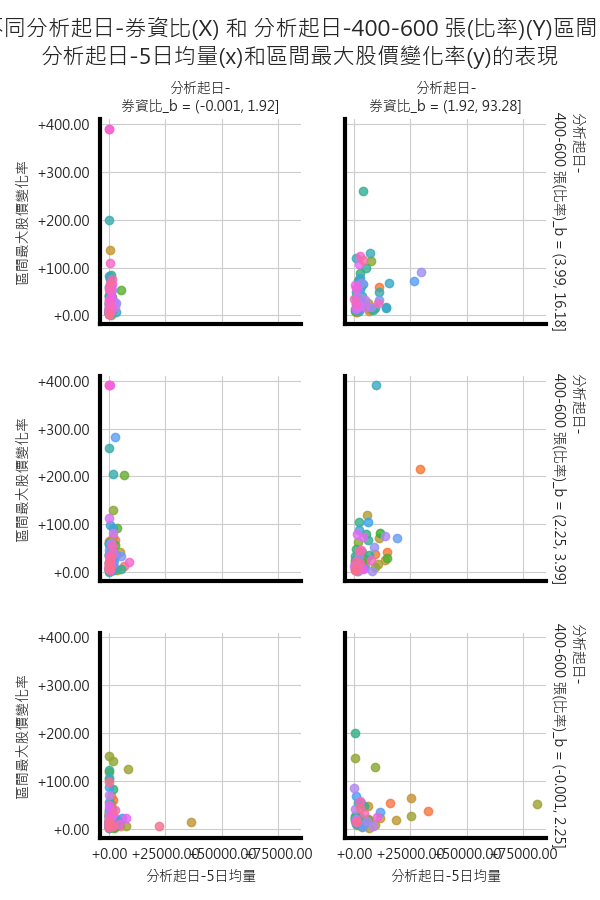 同分析起日-券資比(X) 和 分析起日-400-600 張(比率)(Y)區間
分析起日-5日均量(x)和區間最大股價變化率(y)的表現
分析起日-
券資比_b = (-0.001, 1.92]
分析起日-
券資比_b = (1.92, 93.28]
+400.00
+300.00
+200.00
+100.00
+0.00
區間最大股價變化率
分析起日-
400-600 張(比率)_b = (3.99, 16.18]
+400.00
+300.00
+200.00
+100.00
+0.00
區間最大股價變化率
分析起日-
400-600 張(比率)_b = (2.25, 3.99]
+400.00
+300.00
+200.00
+100.00
+0.00
區間最大股價變化率
分析起日-
400-600 張(比率)_b = (-0.001, 2.25]
+0.00 +25000.00 +50000.00 +75000.00
+0.00 +25000.00 +50000.00 +75000.00
分析起日-5日均量
分析起日-5日均量